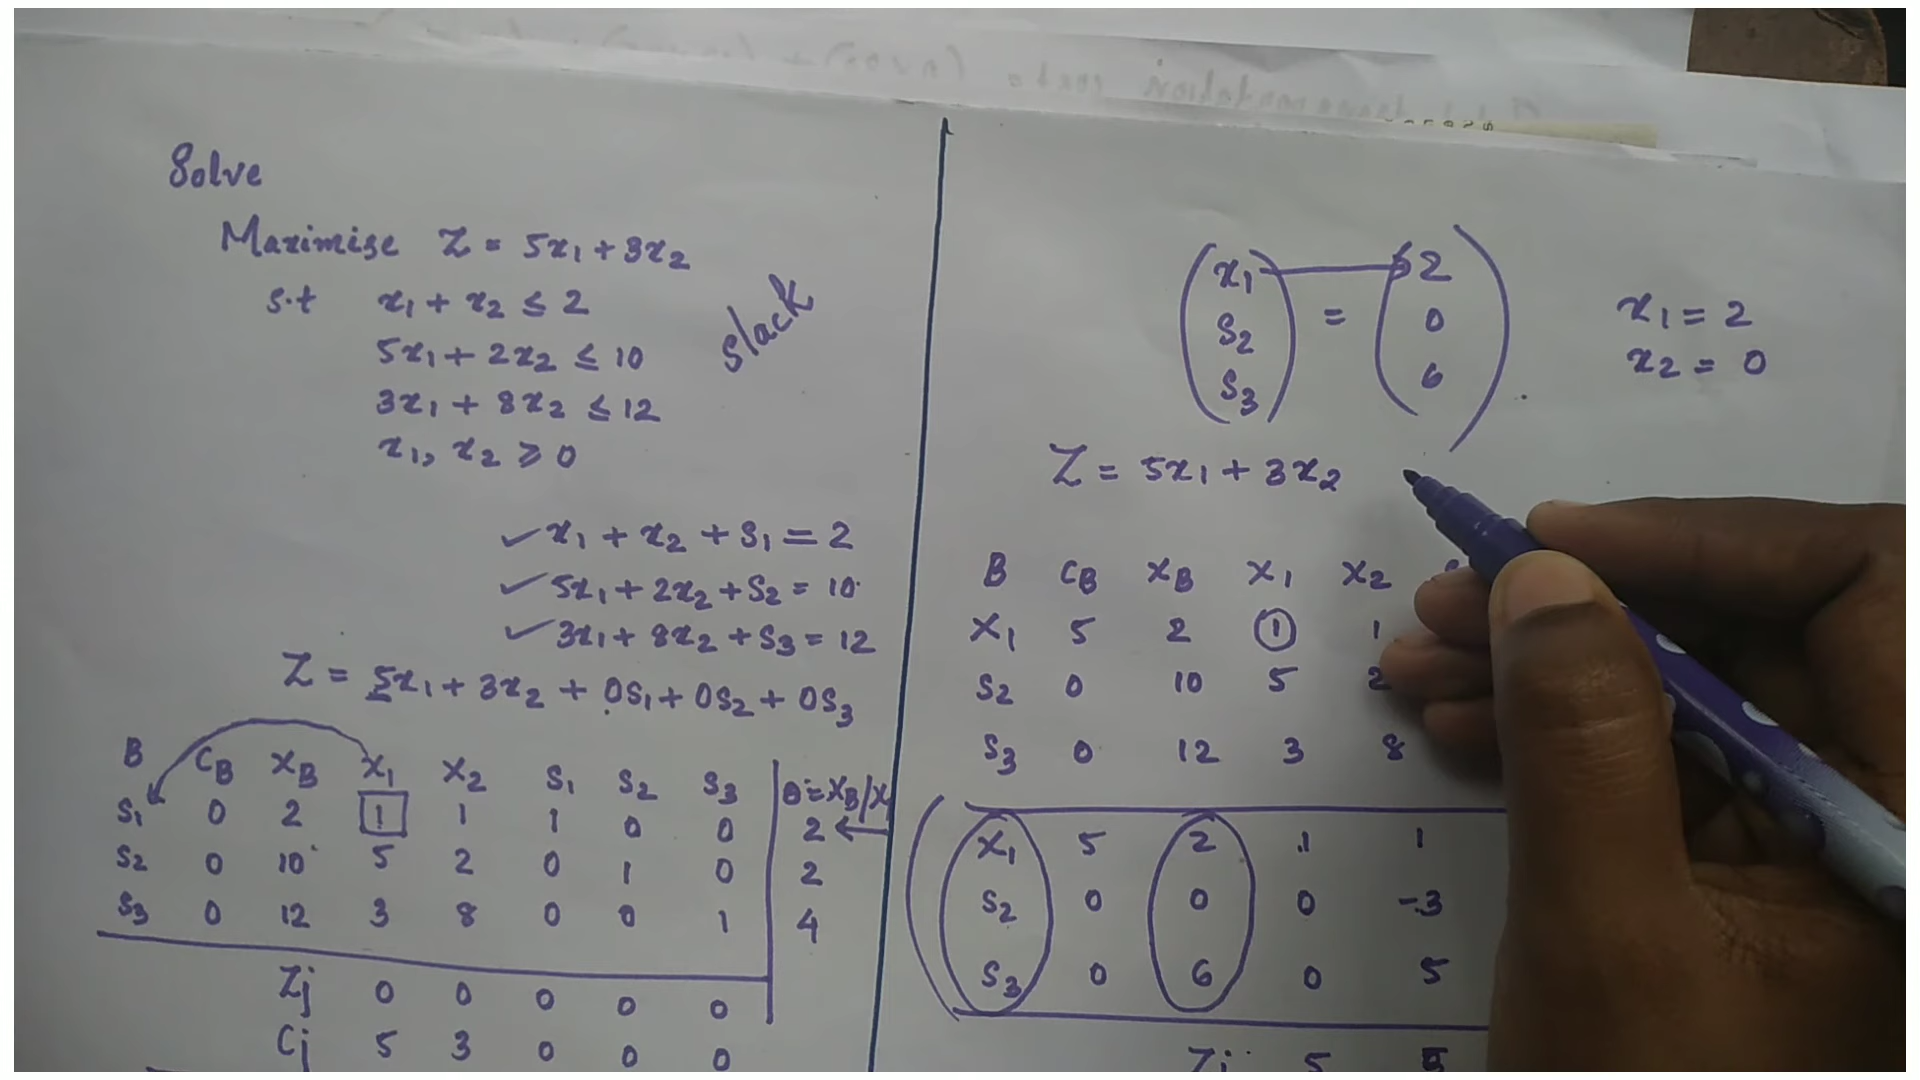 Solve
Maximise Z = 5x₁ + 3x₂
s.t x₁ + x₂ ≤ 2
5x₁ + 2x₂ ≤ 10
3x₁ + 8x₂ ≤ 12
x₁, x₂ ≥ 0
slack
x₁ + x₂ + S₁ = 2
5x₁ + 2x₂ + S₂ = 10
3x₁ + 8x₂ + S₃ = 12
Z = 5x₁ + 3x₂ + 0S₁ + 0S₂ + 0S₃
B C_B X_B X₁ X₂ S₁ S₂ S₃
S₁ 0 2 1 1 1 0 0 2
S₂ 0 10 5 2 0 1 0 2
S₃ 0 12 3 8 0 0 1 4
Zj 0 0 0 0 0
Cj 5 3 0 0 0
x₁ 2
S₂ = 0
S₃ 6
x₁ = 2
x₂ = 0
Z = 5x₁ + 3x₂
B C_B X_B X₁ X₂
X₁ 5 2 1 1
S₂ 0 10 5 2
S₃ 0 12 3 8
X₁ 5 2 1 1
S₂ 0 0 0 -3
S₃ 0 6 0 5
Zj 5 5